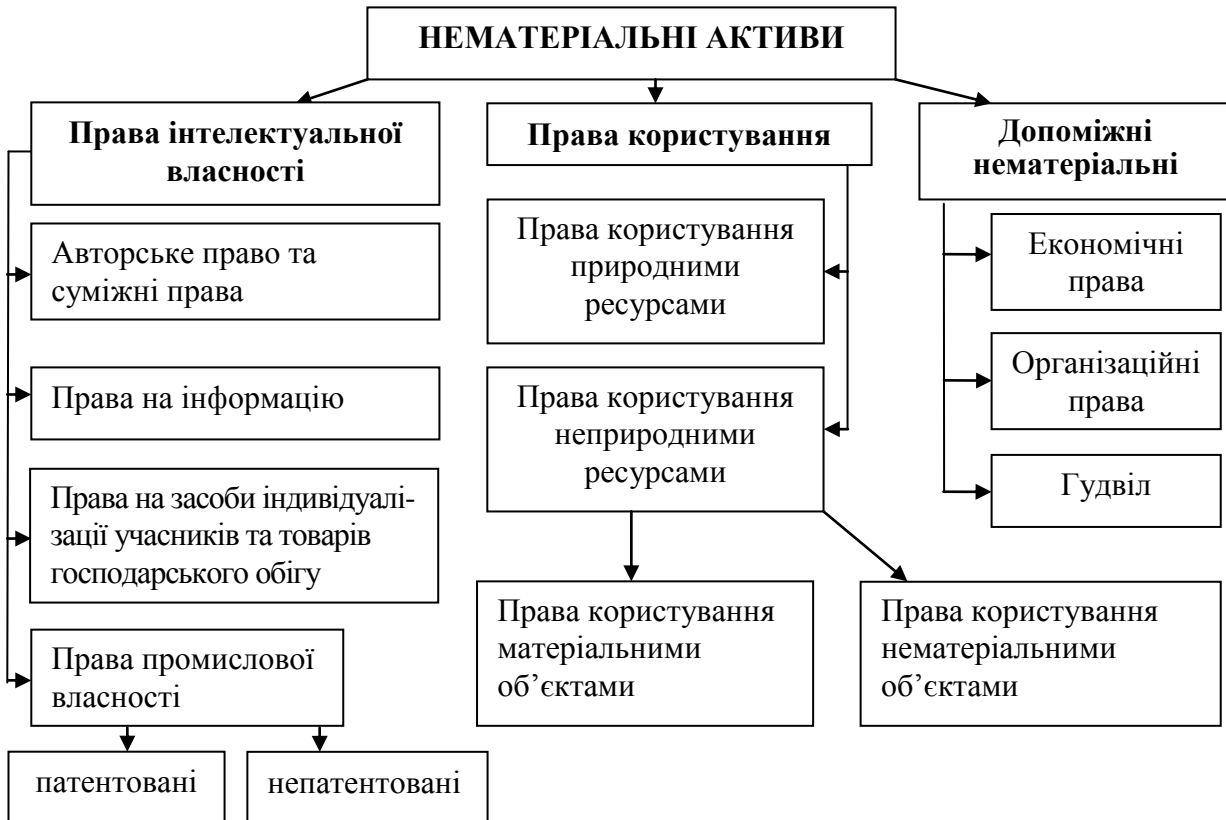 НЕМАТЕРІАЛЬНІ АКТИВИ
Права інтелектуальної
власності
Авторське право та
суміжні права
Права на інформацію
Права на засоби індивідуалі-
зації учасників та товарів
господарського обігу
Права промислової
власності
патентовані
непатентовані
Права користування
Права користування
природними
ресурсами
Права користування
неприродними
ресурсами
Права користування
матеріальними
об’єктами
Права користування
нематеріальними
об’єктами
Допоміжні
нематеріальні
Економічні
права
Організаційні
права
Гудвіл